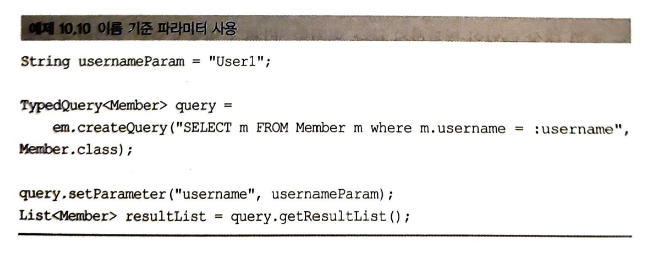 예제 10.10 이름 기준 파라미터 사용
String usernameParam = "User1";
TypedQuery<Member> query =
em.createQuery("SELECT m FROM Member m where m.username = :username",
Member.class);
query.setParameter("username", usernameParam);
List<Member> resultList = query.getResultList();